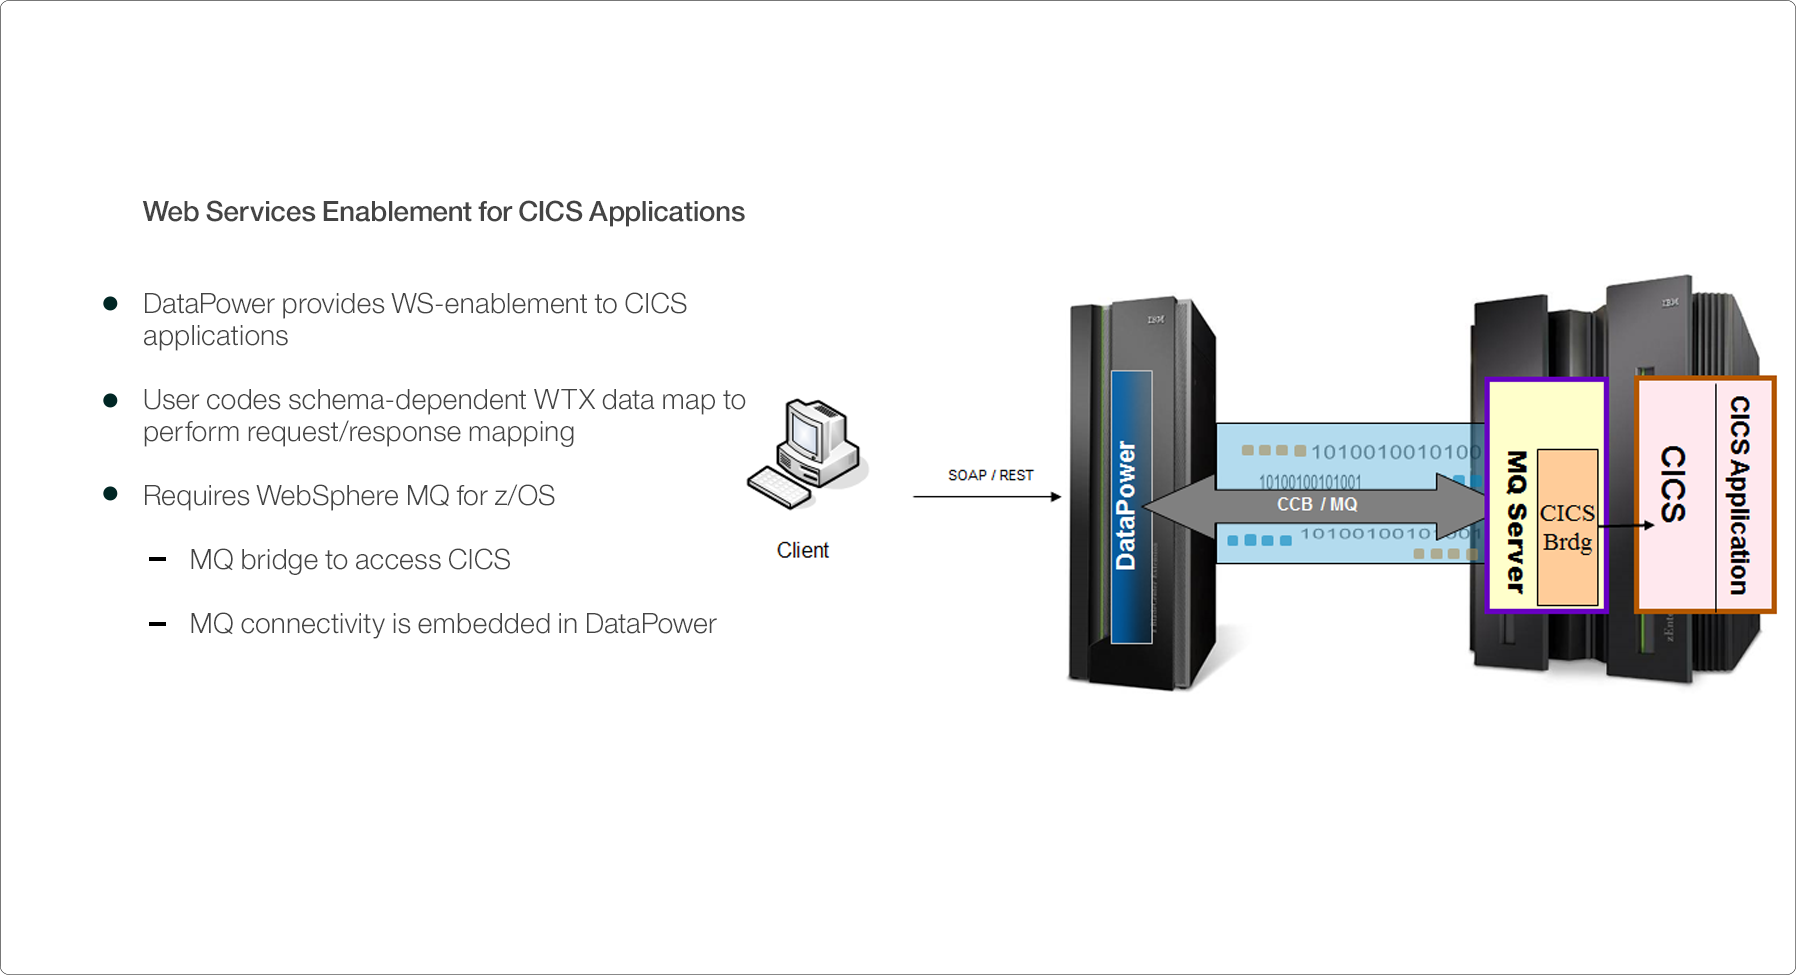 Web Services Enablement for CICS Applications
DataPower provides WS-enablement to CICS
applications
User codes schema-dependent WTX data map to
perform request/response mapping
Requires WebSphere MQ for z/OS
MQ bridge to access CICS
MQ connectivity is embedded in DataPower
Client
SOAP / REST
IBM
DataPower
1010010010100
10100100101001
CCB / MQ
IBM
MQ Server
CICS
Brdg
CICS
CICS Application